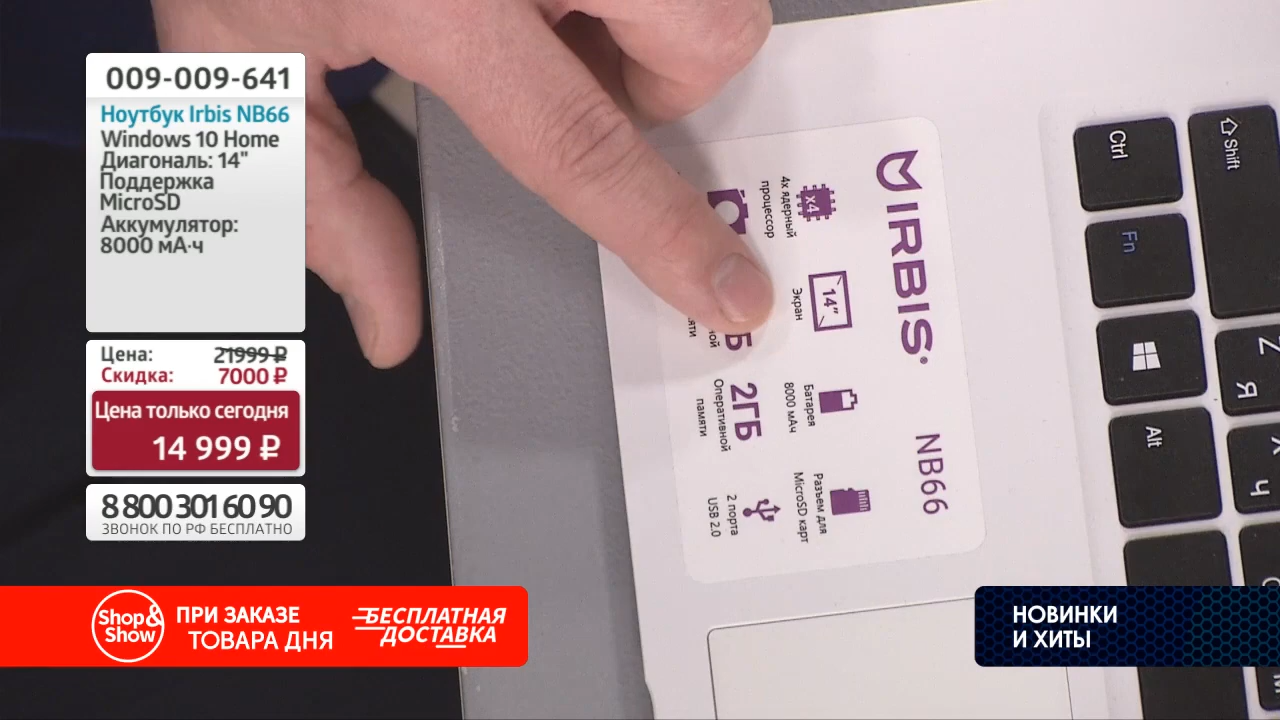 009-009-641
Ноутбук Irbis NB66
Windows 10 Home
Диагональ: 14"
Поддержка
MicroSD
Аккумулятор:
8000 мА·ч
Цена: 21999 ₽
Скидка: 7000 ₽
Цена только сегодня
14 999 ₽
8 800 301 60 90
ЗВОНОК ПО РФ БЕСПЛАТНО
Shop&
Show
ПРИ ЗАКАЗЕ
ТОВАРА ДНЯ
БЕСПЛАТНАЯ
ДОСТАВКА
НОВИНКИ
И ХИТЫ
IRBIS
NB66
x4
4х ядерный
процессор
14"
Экран
Батарея
8000 мАч
Разъем для
MicroSD карт
2ГБ
Оперативной
памяти
2 порта
USB 2.0
Ctrl
Shift
Fn
Alt
Z
Я
X
Ч